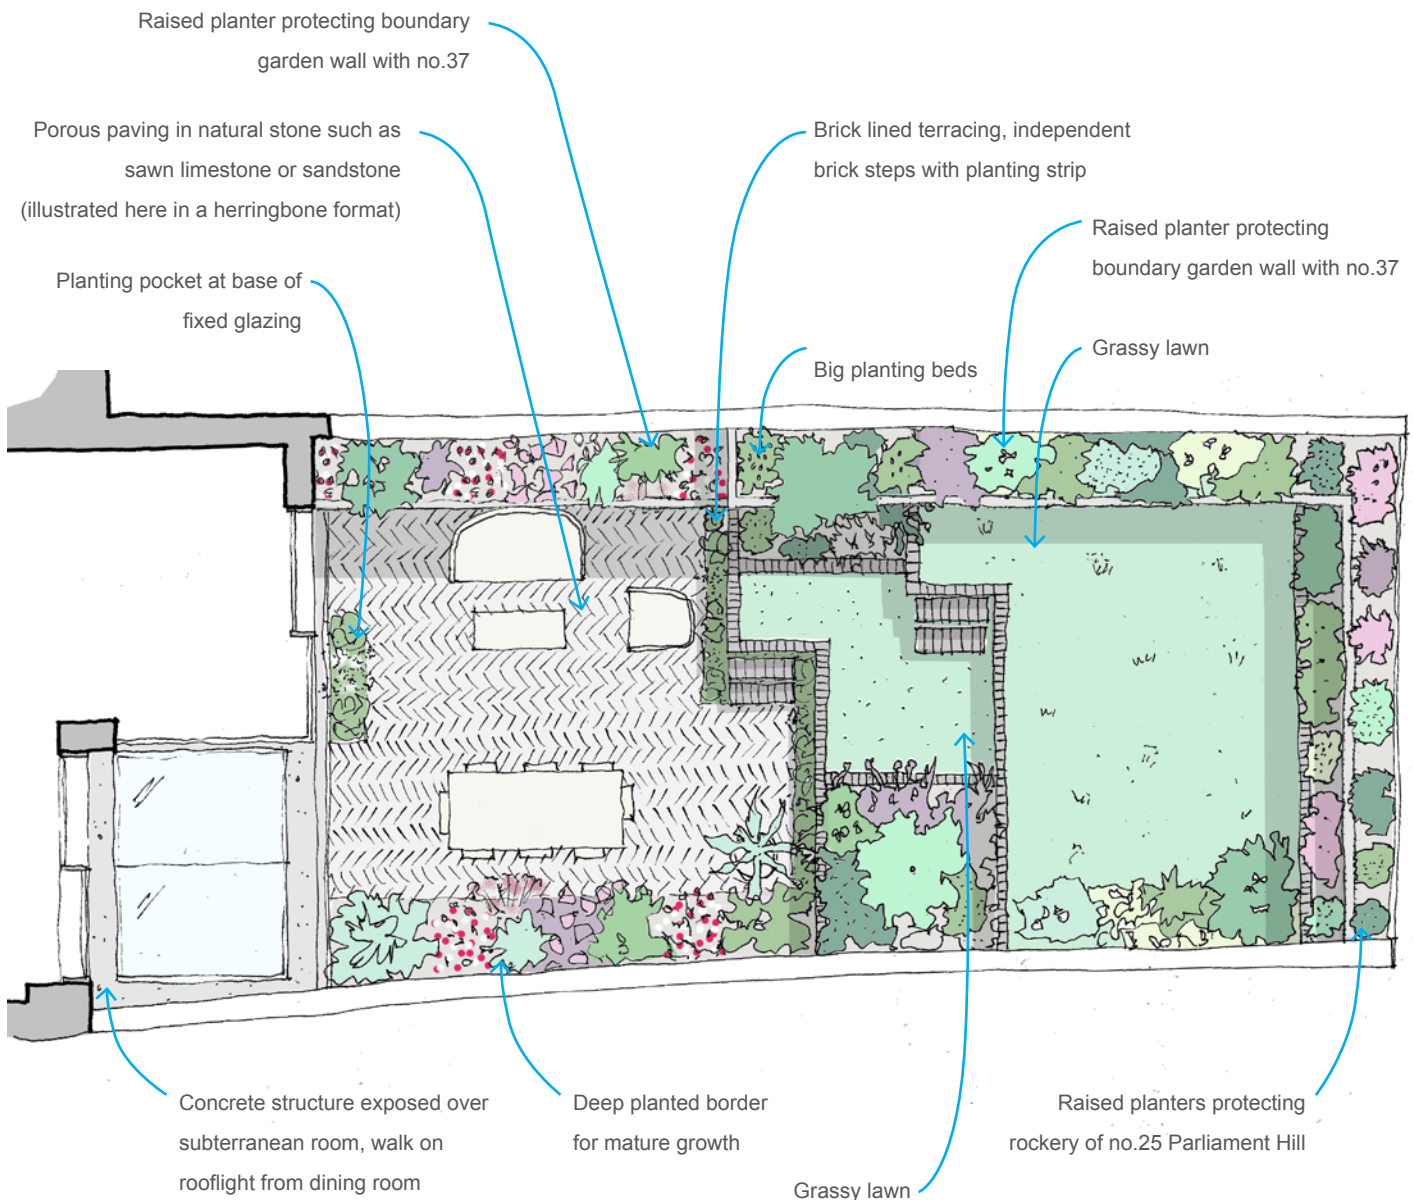 Raised planter protecting boundary
garden wall with no.37
Porous paving in natural stone such as
sawn limestone or sandstone
(illustrated here in a herringbone format)
Planting pocket at base of
fixed glazing
Brick lined terracing, independent
brick steps with planting strip
Raised planter protecting
boundary garden wall with no.37
Big planting beds
Grassy lawn
Concrete structure exposed over
subterranean room, walk on
rooflight from dining room
Deep planted border
for mature growth
Grassy lawn
Raised planters protecting
rockery of no.25 Parliament Hill